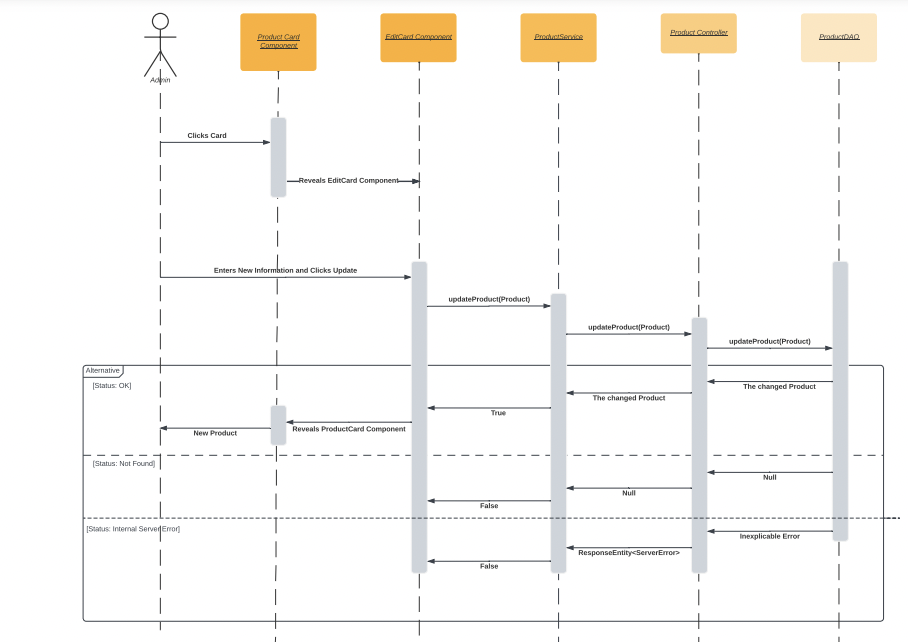 Product Card
Component
EditCard Component
ProductService
Product Controller
ProductDAO
Admin
Clicks Card
Reveals EditCard Component
Enters New Information and Clicks Update
updateProduct(Product)
updateProduct(Product)
updateProduct(Product)
Alternative
[Status: OK]
The changed Product
The changed Product
True
Reveals ProductCard Component
New Product
[Status: Not Found]
Null
Null
False
[Status: Internal Server Error]
Inexplicable Error
ResponseEntity<ServerError>
False